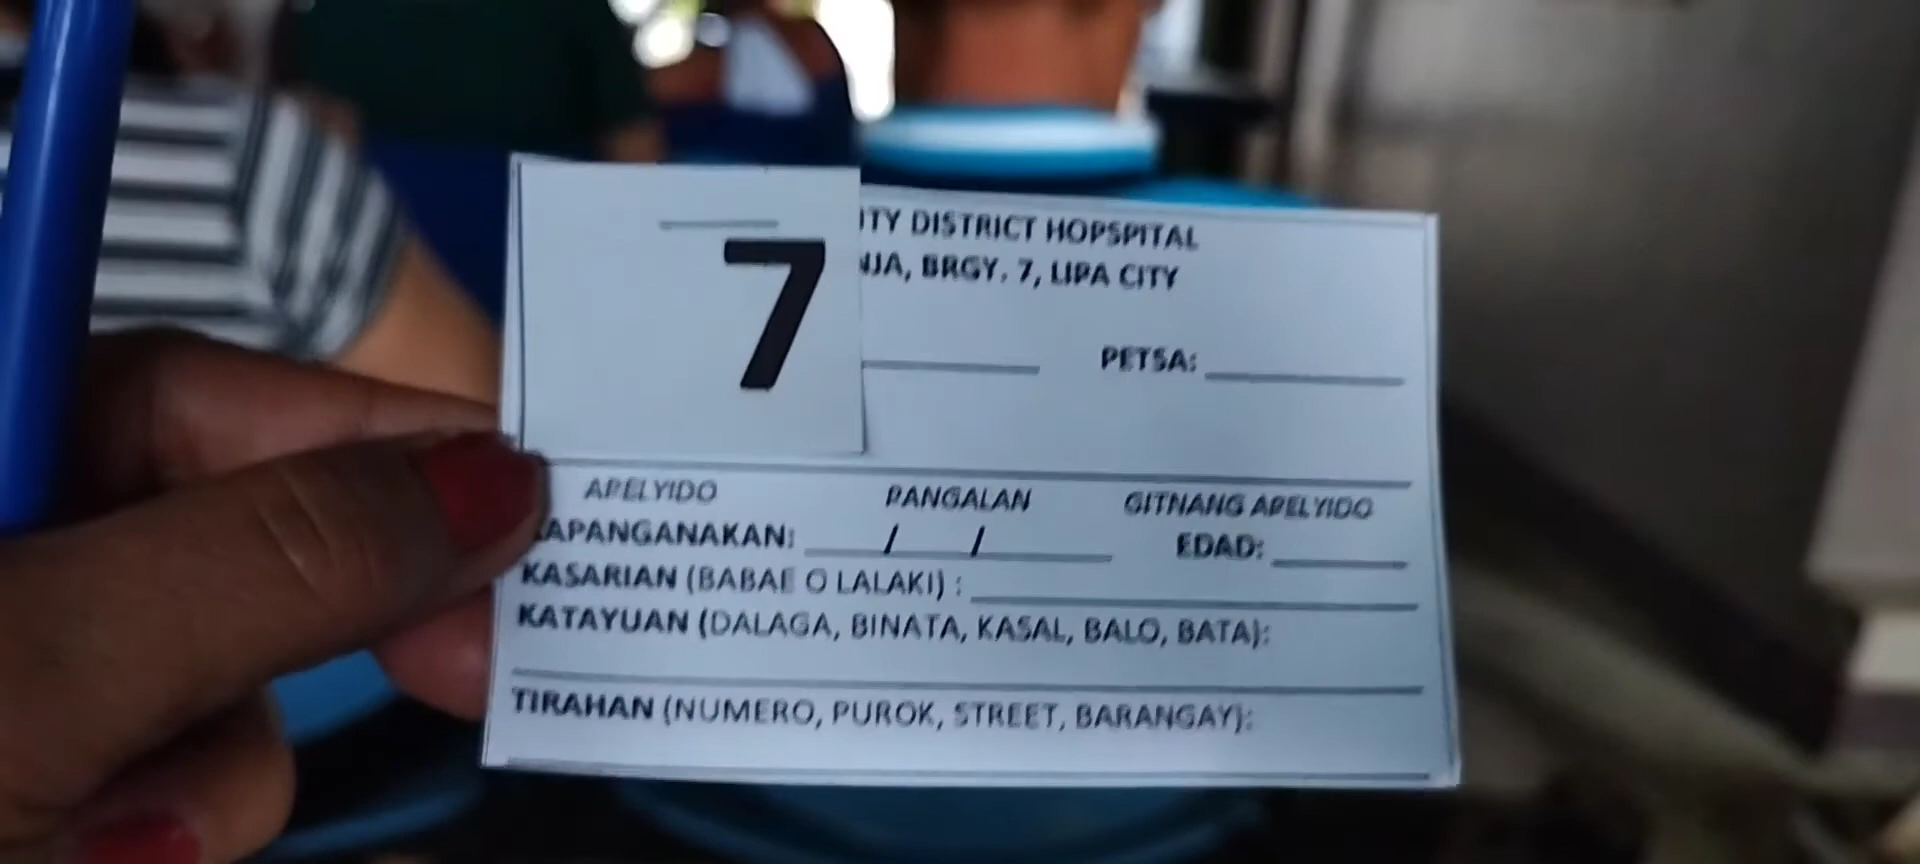 7
ITY DISTRICT HOPSPITAL
NJA, BRGY. 7, LIPA CITY
PETSA:
APELYIDO PANGALAN GITNANG APELYIDO
KAPANGANAKAN: / / EDAD:
KASARIAN (BABAE O LALAKI) :
KATAYUAN (DALAGA, BINATA, KASAL, BALO, BATA):
TIRAHAN (NUMERO, PUROK, STREET, BARANGAY):